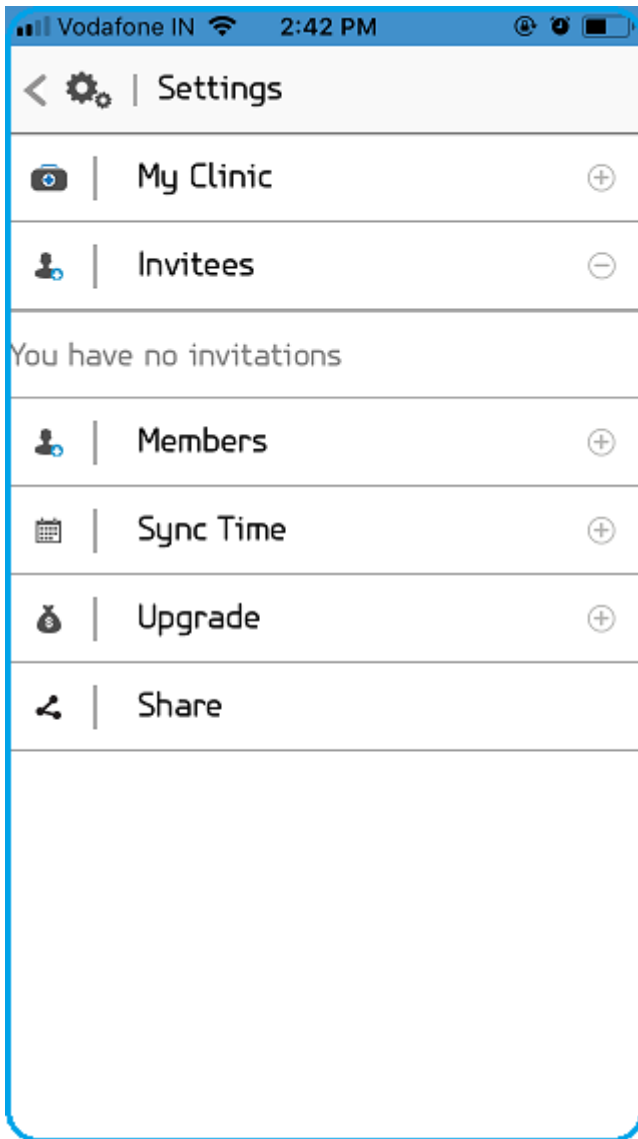 Vodafone IN 2:42 PM
Settings
My Clinic
Invitees
You have no invitations
Members
Sync Time
Upgrade
Share